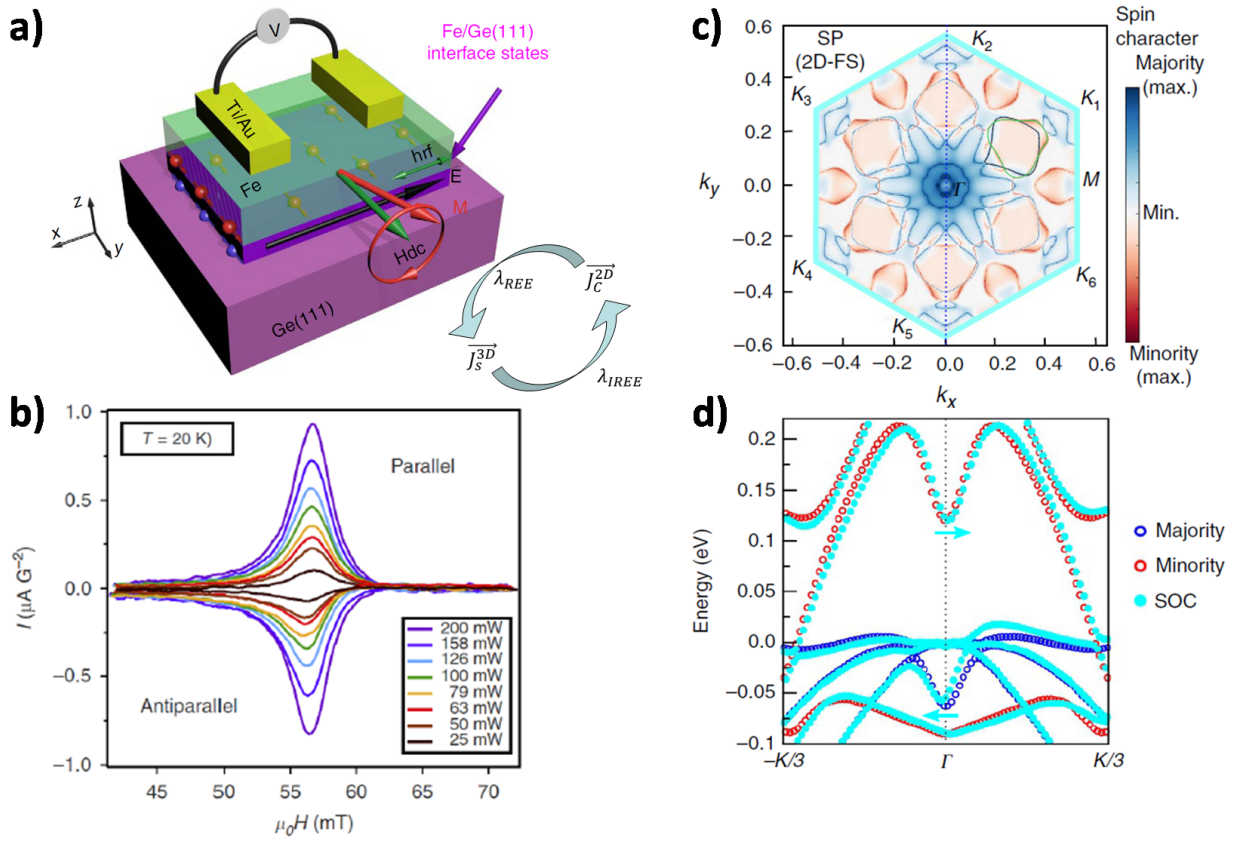 a)
V
Fe/Ge(111)
interface states
Ti/Au
Fe
hrf
E
M
Hdc
z
x
y
Ge(111)
λ_REE
J_C^2D
J_s^3D
λ_IREE
b)
T = 20 K)
Parallel
Antiparallel
I (μA G⁻²)
1.0
0.5
0.0
−0.5
−1.0
200 mW
158 mW
126 mW
100 mW
79 mW
63 mW
50 mW
25 mW
45 50 55 60 65 70
μ₀H (mT)
c)
SP
(2D-FS)
K₂
K₃
K₁
M
Γ
K₄
K₆
K₅
k_y
0.6
0.4
0.2
0.0
−0.2
−0.4
−0.6
−0.6 −0.4 −0.2 0.0 0.2 0.4 0.6
k_x
Spin
character
Majority
(max.)
Min.
Minority
(max.)
d)
Energy (eV)
0.2
0.15
0.1
0.05
0.0
−0.05
−0.1
−K/3 Γ K/3
Majority
Minority
SOC